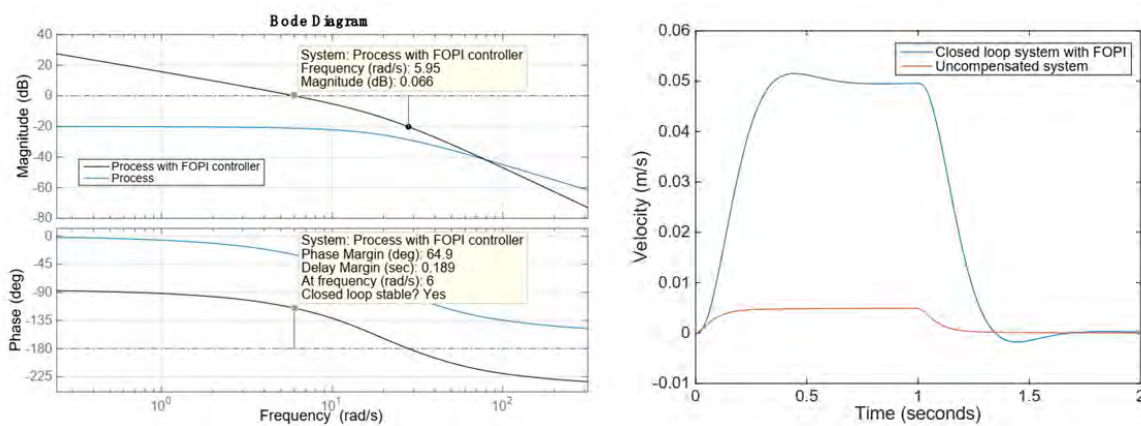 Bode Diagram
40
20
0
-20
-40
-60
-80
Magnitude (dB)
System: Process with FOPI controller
Frequency (rad/s): 5.95
Magnitude (dB): 0.066
Process with FOPI controller
Process
0
-45
-90
-135
-180
-225
Phase (deg)
System: Process with FOPI controller
Phase Margin (deg): 64.9
Delay Margin (sec): 0.189
At frequency (rad/s): 6
Closed loop stable? Yes
10^0
10^1
10^2
Frequency (rad/s)
0.06
0.05
0.04
0.03
0.02
0.01
0
-0.01
Velocity (m/s)
Closed loop system with FOPI
Uncompensated system
0
0.5
1
1.5
2
Time (seconds)